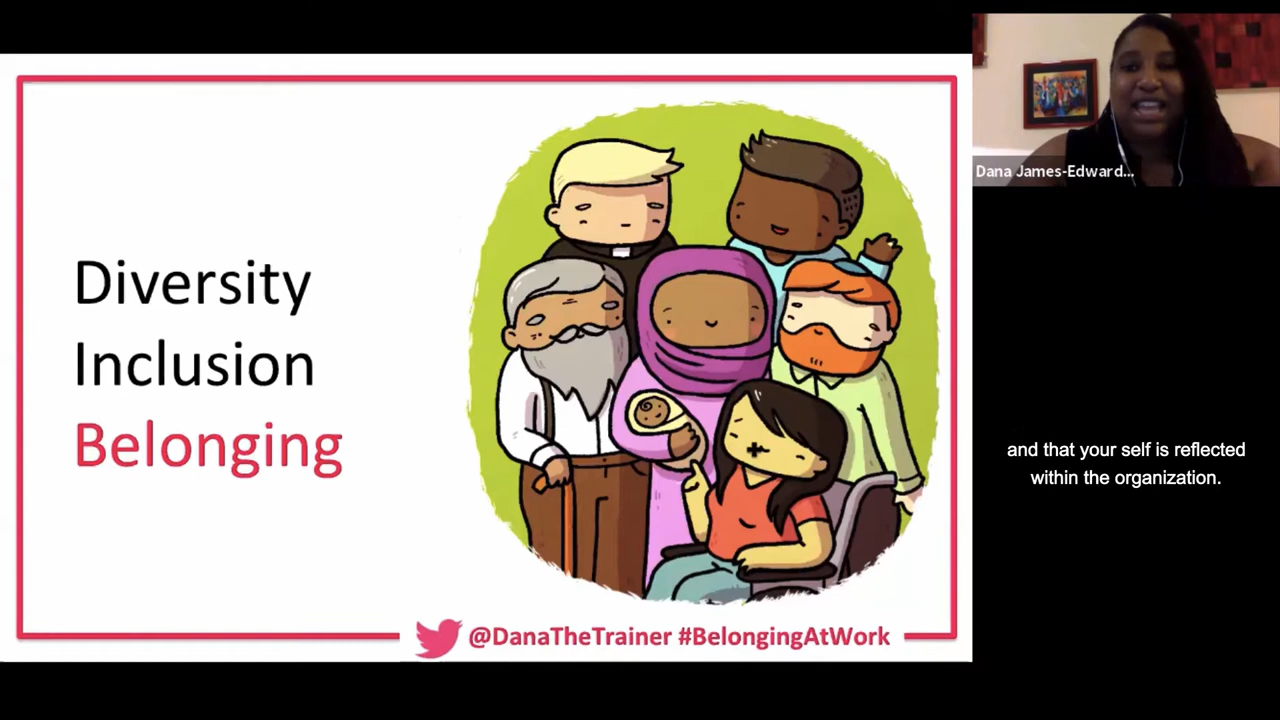 Diversity
Inclusion
Belonging
@DanaTheTrainer #BelongingAtWork
Dana James-Edward...
and that your self is reflected
within the organization.